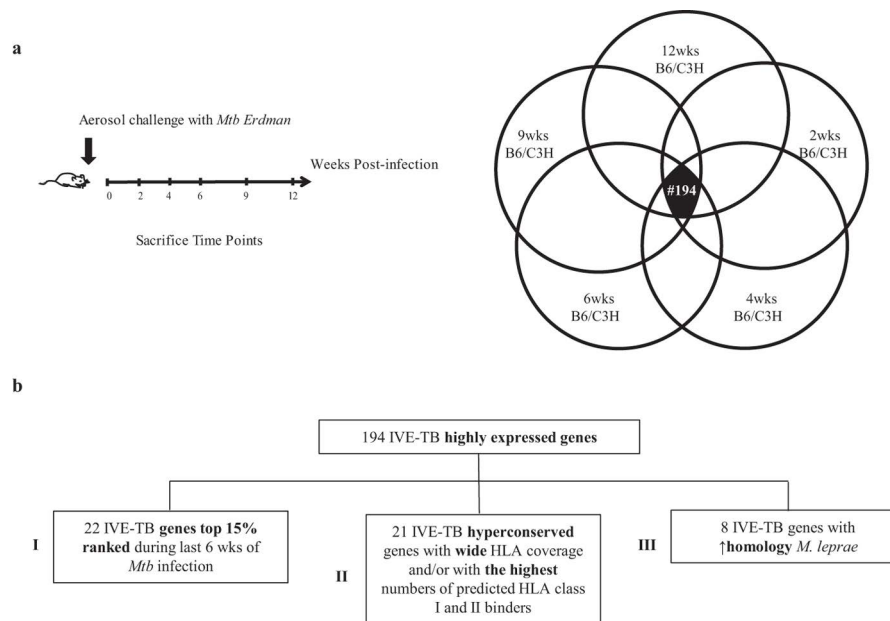 a
Aerosol challenge with Mtb Erdman
Weeks Post-infection
0 2 4 6 9 12
Sacrifice Time Points
12wks
B6/C3H
9wks
B6/C3H
2wks
B6/C3H
#194
6wks
B6/C3H
4wks
B6/C3H
b
194 IVE-TB highly expressed genes
I
22 IVE-TB genes top 15%
ranked during last 6 wks of
Mtb infection
II
21 IVE-TB hyperconserved
genes with wide HLA coverage
and/or with the highest
numbers of predicted HLA class
I and II binders
III
8 IVE-TB genes with
↑homology M. leprae